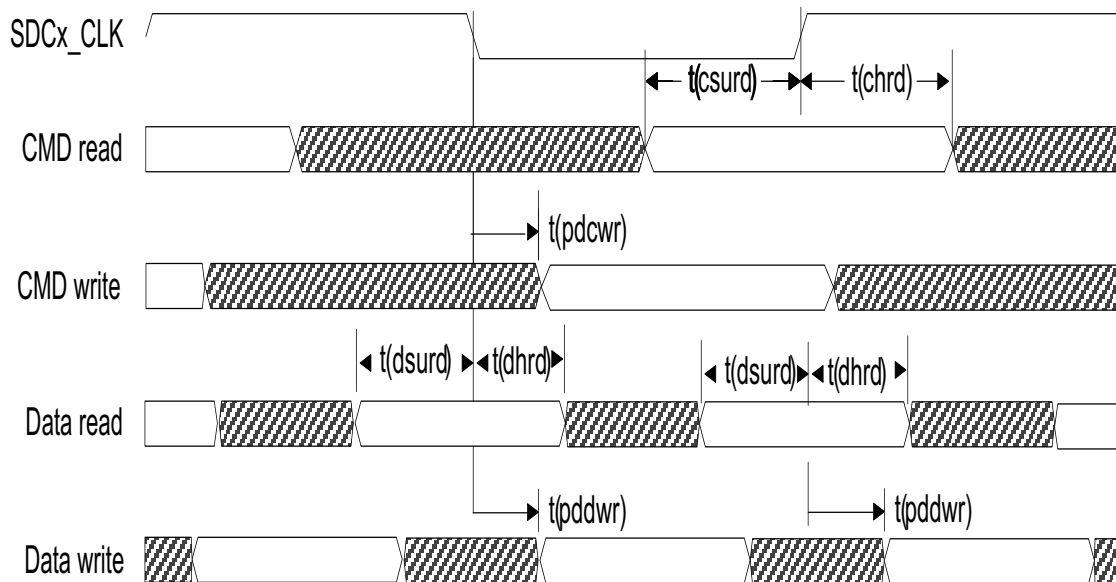 SDCx_CLK
t(csurd) t(chrd)
CMD read
t(pdcwr)
CMD write
t(dsurd) t(dhrd) t(dsurd) t(dhrd)
Data read
t(pddwr) t(pddwr)
Data write